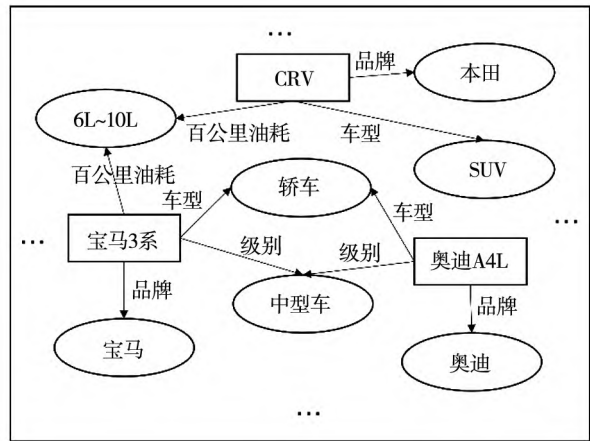 …
品牌
CRV
本田
6L~10L
百公里油耗
车型
SUV
百公里油耗
轿车
车型
车型
…
…
宝马3系
级别
级别
奥迪A4L
品牌
中型车
品牌
宝马
奥迪
…